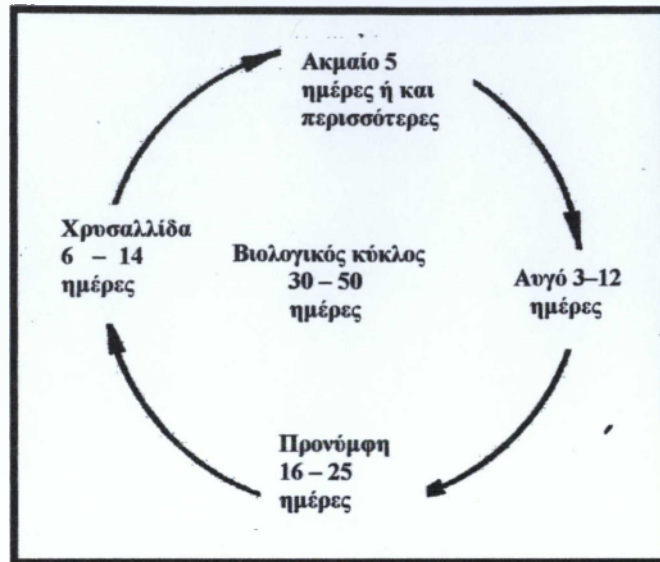 Ακμαίο 5
ημέρες ή και
περισσότερες
Χρυσαλλίδα
6 – 14
ημέρες
Βιολογικός κύκλος
30 – 50
ημέρες
Αυγό 3–12
ημέρες
Προνύμφη
16 – 25
ημέρες